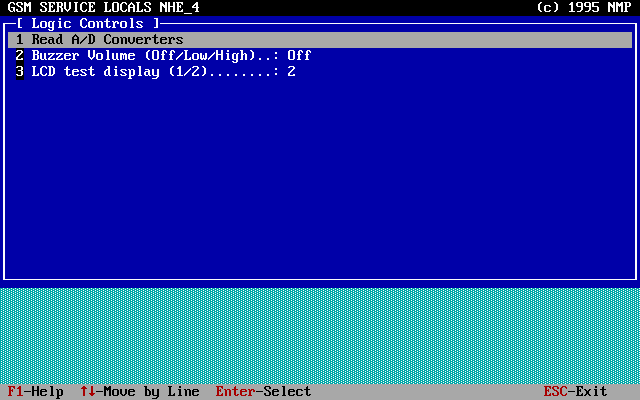 GSM SERVICE LOCALS NHE_4 (c) 1995 NMP
[ Logic Controls ]
1 Read A/D Converters
2 Buzzer Volume (Off/Low/High)..: Off
3 LCD test display (1/2)........: 2
F1-Help ↑↓-Move by Line Enter-Select ESC-Exit